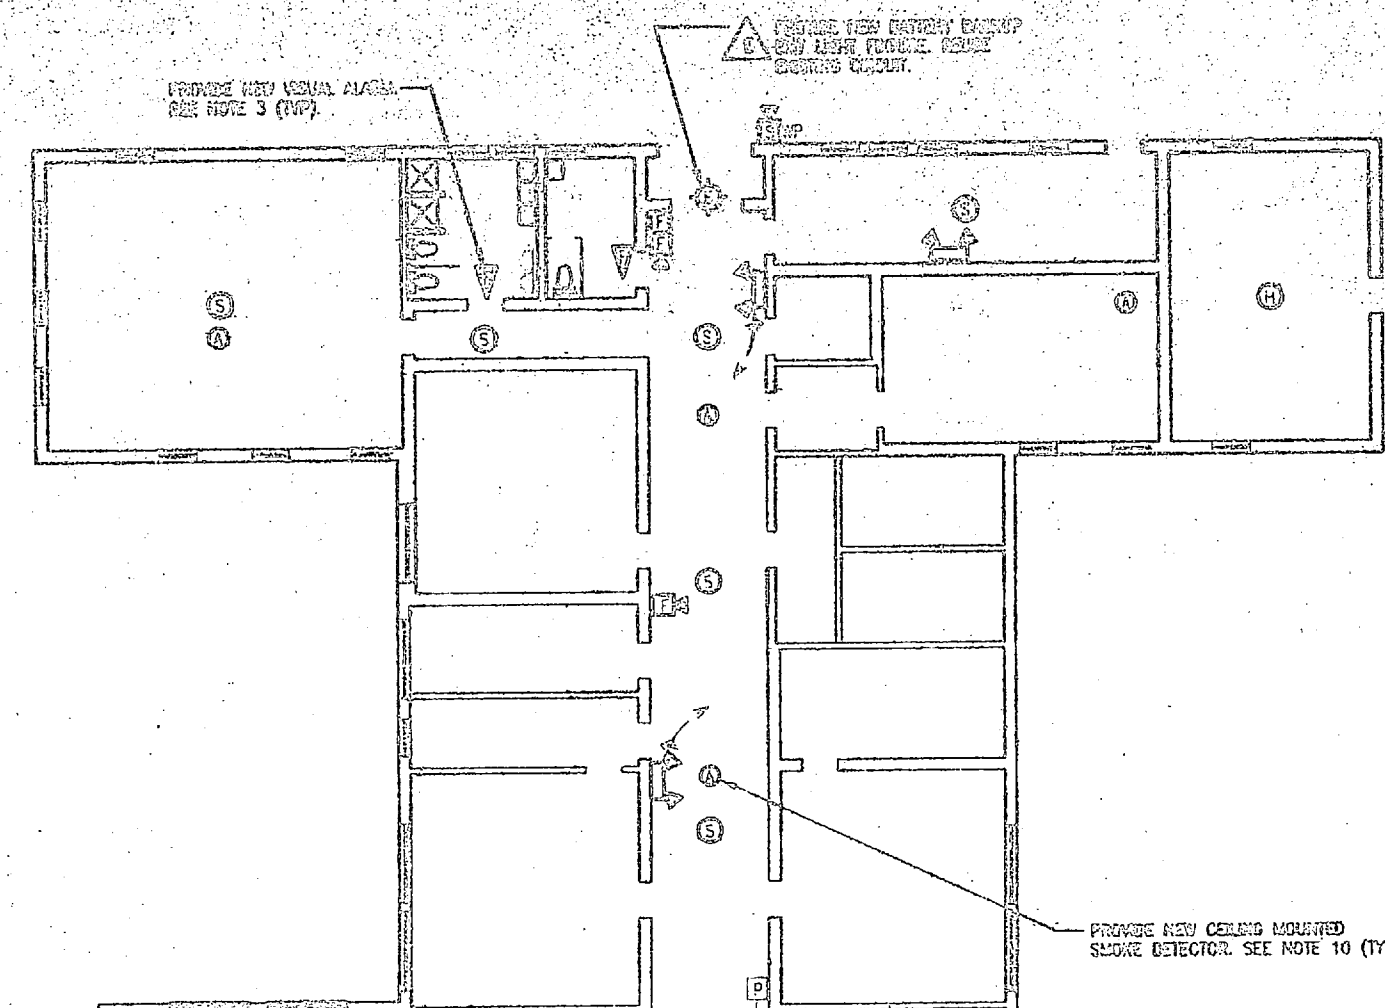 PROVIDE NEW BATTERY BACKUP
LIGHT FIXTURE. REUSE
EXISTING CIRCUIT.
PROVIDE NEW VISUAL ALARM.
SEE NOTE 3 (TYP).
WP
S
H
S
A
A
S
S
A
F
F
S
F
A
S
P
PROVIDE NEW CEILING MOUNTED
SMOKE DETECTOR. SEE NOTE 10 (TY